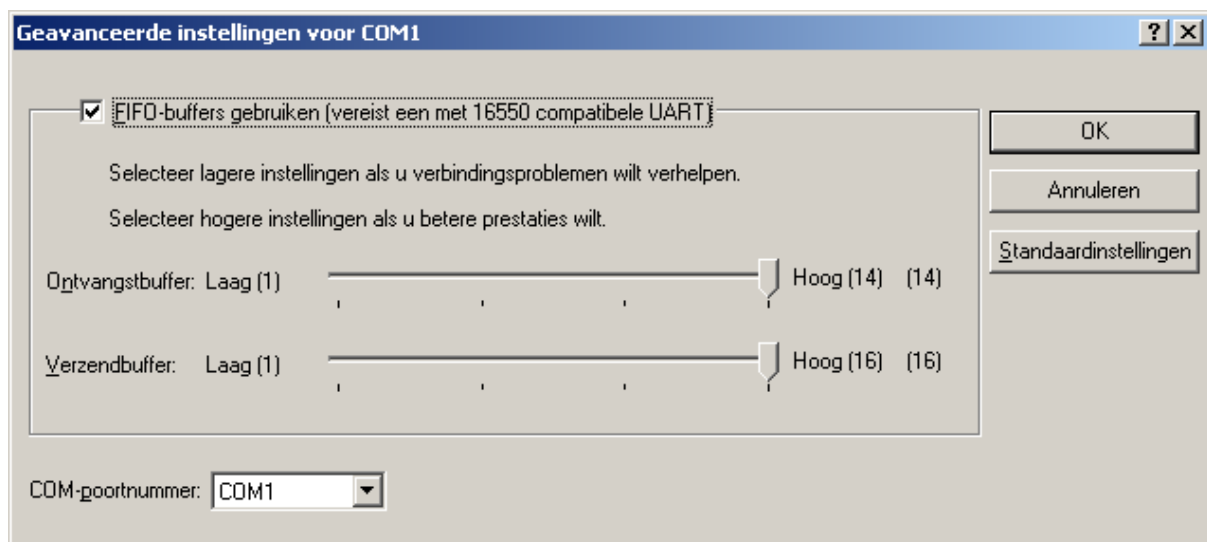 Geavanceerde instellingen voor COM1
FIFO-buffers gebruiken (vereist een met 16550 compatibele UART)
OK
Selecteer lagere instellingen als u verbindingsproblemen wilt verhelpen.
Annuleren
Selecteer hogere instellingen als u betere prestaties wilt.
Standaardinstellingen
Ontvangstbuffer: Laag (1) Hoog (14) (14)
Verzendbuffer: Laag (1) Hoog (16) (16)
COM-poortnummer: COM1